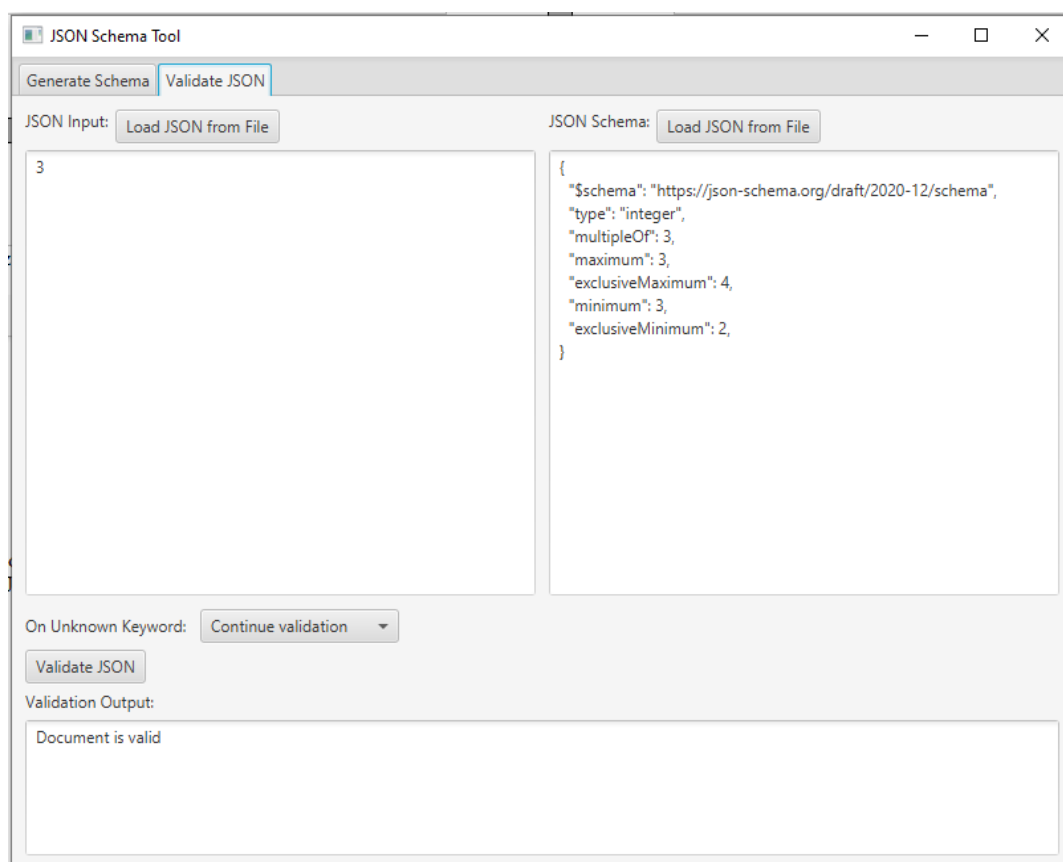 JSON Schema Tool
Generate Schema
Validate JSON
JSON Input:
Load JSON from File
3
JSON Schema:
Load JSON from File
{
"$schema": "https://json-schema.org/draft/2020-12/schema",
"type": "integer",
"multipleOf": 3,
"maximum": 3,
"exclusiveMaximum": 4,
"minimum": 3,
"exclusiveMinimum": 2,
}
On Unknown Keyword:
Continue validation
Validate JSON
Validation Output:
Document is valid